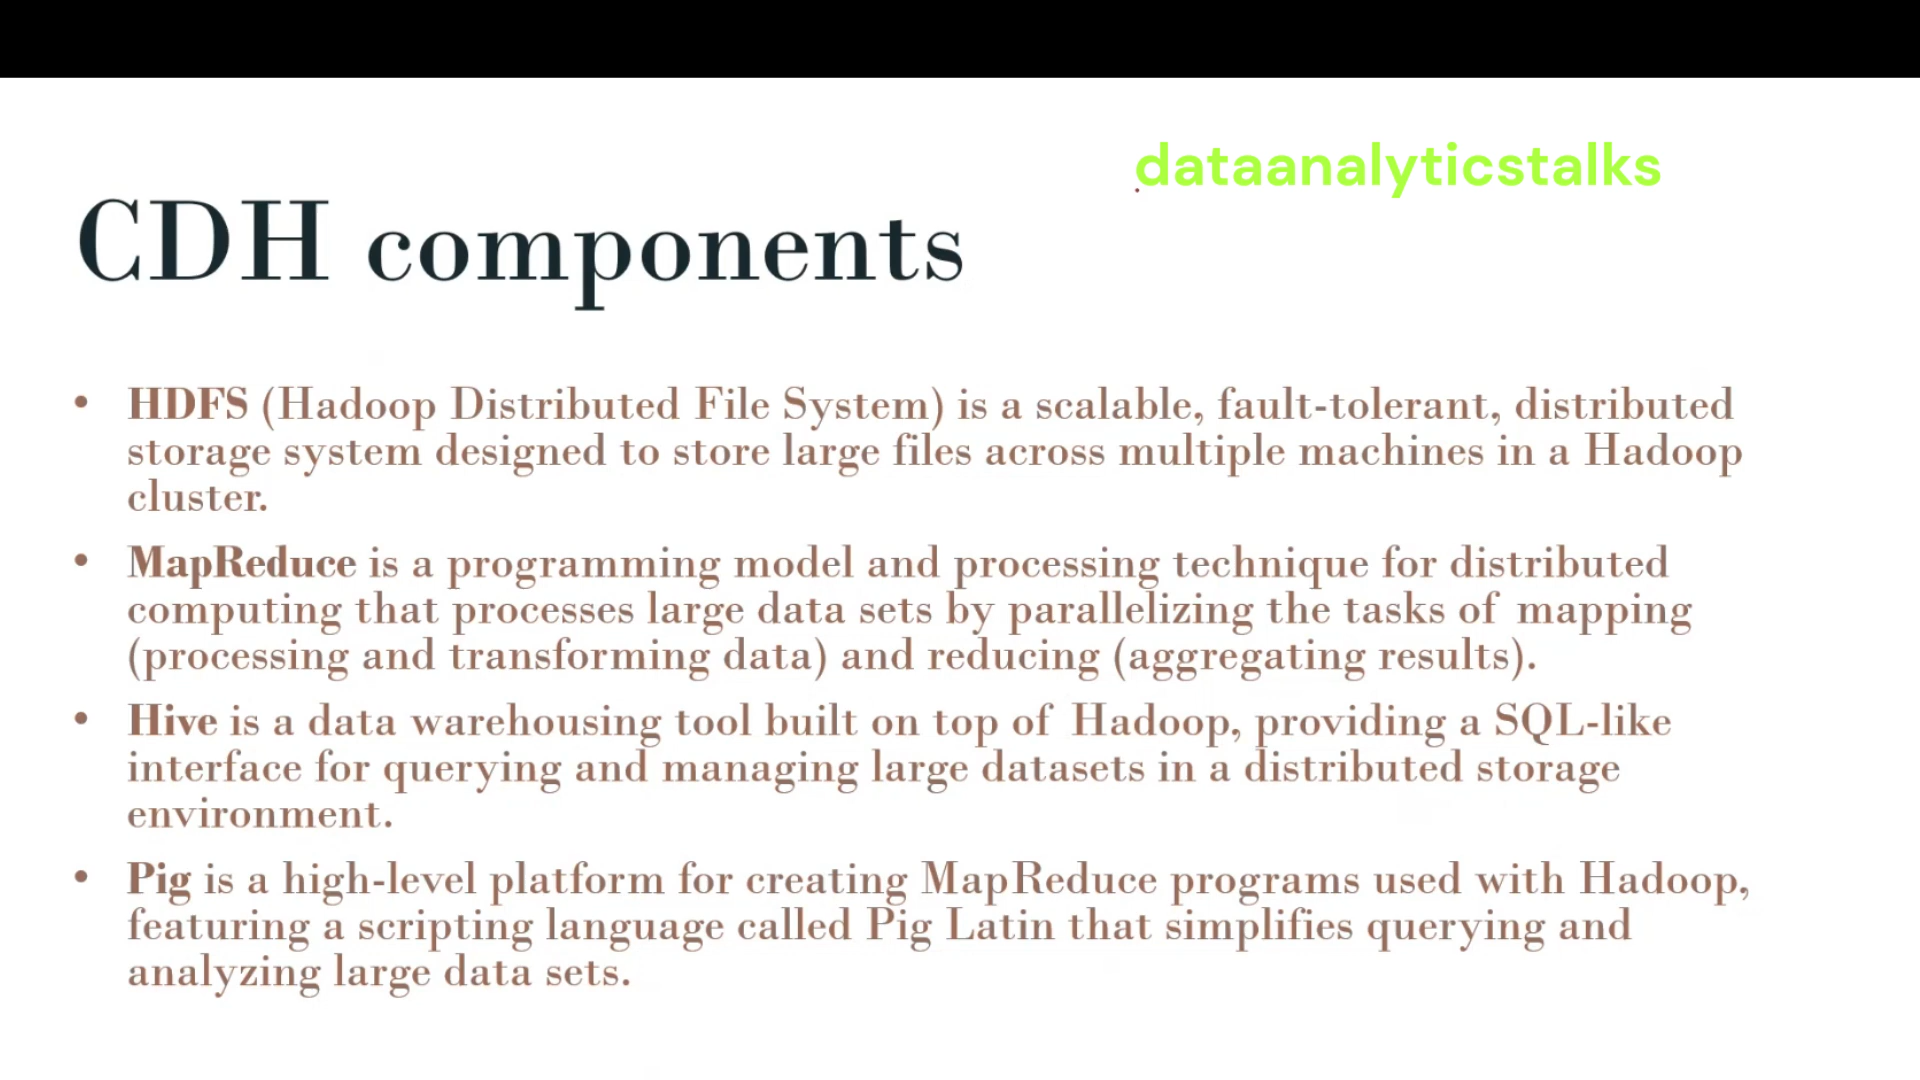 dataanalyticstalks
CDH components
• HDFS (Hadoop Distributed File System) is a scalable, fault-tolerant, distributed
storage system designed to store large files across multiple machines in a Hadoop
cluster.
• MapReduce is a programming model and processing technique for distributed
computing that processes large data sets by parallelizing the tasks of mapping
(processing and transforming data) and reducing (aggregating results).
• Hive is a data warehousing tool built on top of Hadoop, providing a SQL-like
interface for querying and managing large datasets in a distributed storage
environment.
• Pig is a high-level platform for creating MapReduce programs used with Hadoop,
featuring a scripting language called Pig Latin that simplifies querying and
analyzing large data sets.